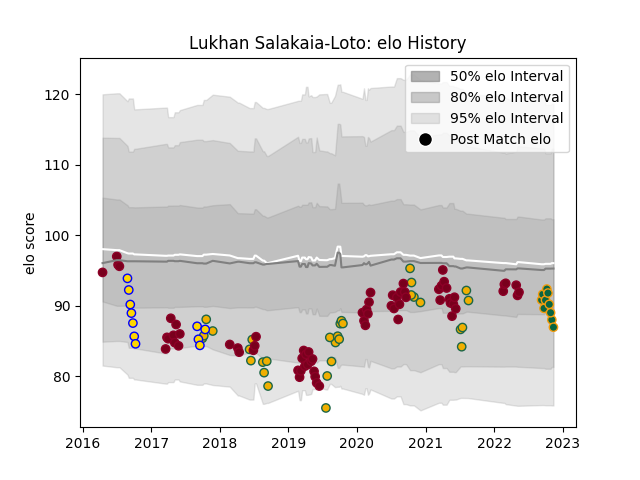 Lukhan Salakaia-Loto: elo History
50% elo Interval
80% elo Interval
95% elo Interval
Post Match elo
elo score
120
110
100
90
80
2016 2017 2018 2019 2020 2021 2022 2023